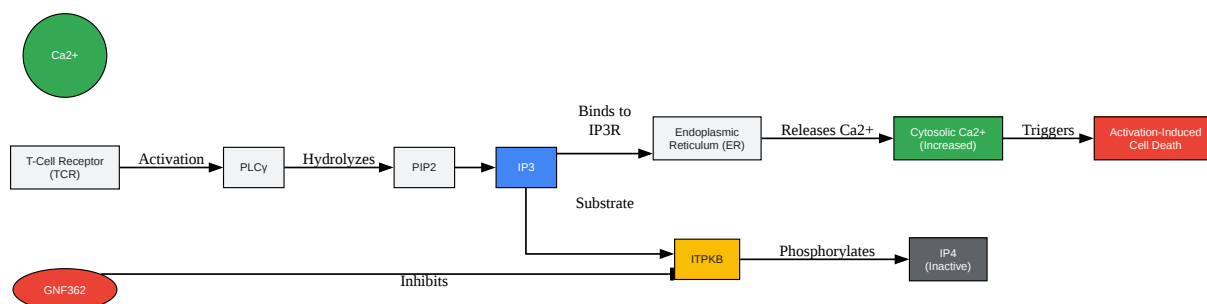 Ca2+
Binds to
IP3R
T-Cell Receptor
(TCR)
Activation
PLCγ
Hydrolyzes
PIP2
IP3
Endoplasmic
Reticulum (ER)
Releases Ca2+
Cytosolic Ca2+
(Increased)
Triggers
Activation-Induced
Cell Death
Substrate
ITPKB
Phosphorylates
IP4
(Inactive)
GNF362
Inhibits